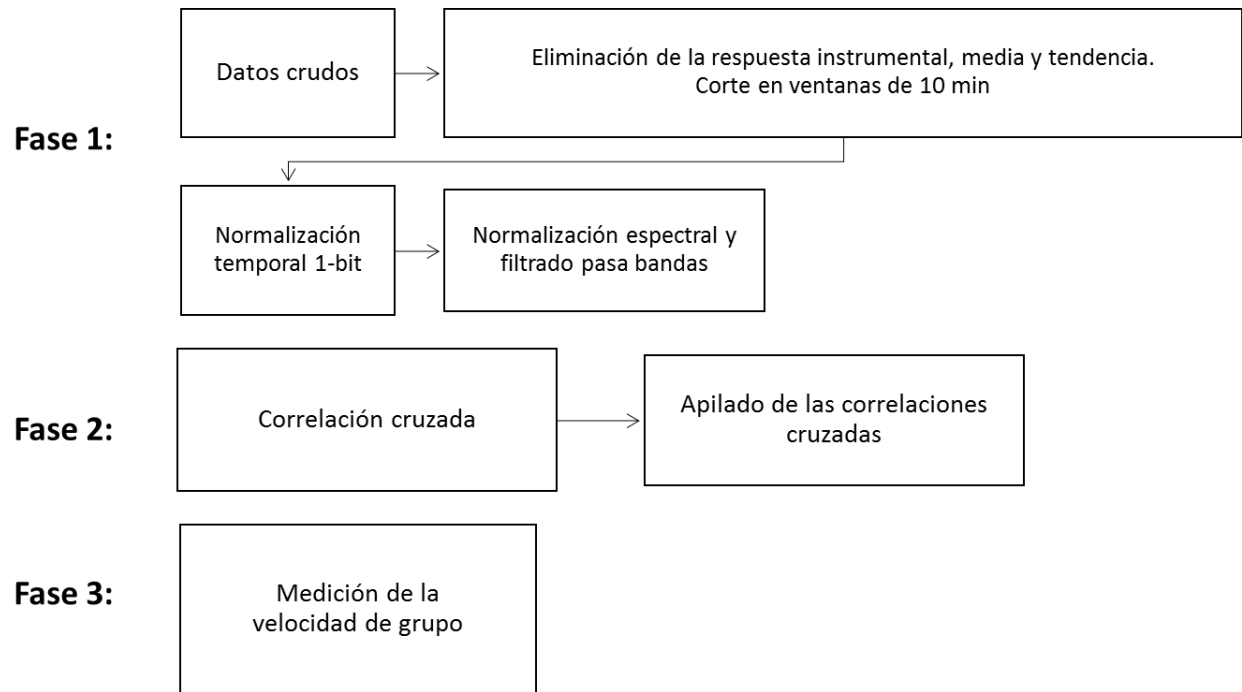 Fase 1:
Datos crudos
Eliminación de la respuesta instrumental, media y tendencia.
Corte en ventanas de 10 min
Normalización
temporal 1-bit
Normalización espectral y
filtrado pasa bandas
Fase 2:
Correlación cruzada
Apilado de las correlaciones
cruzadas
Fase 3:
Medición de la
velocidad de grupo